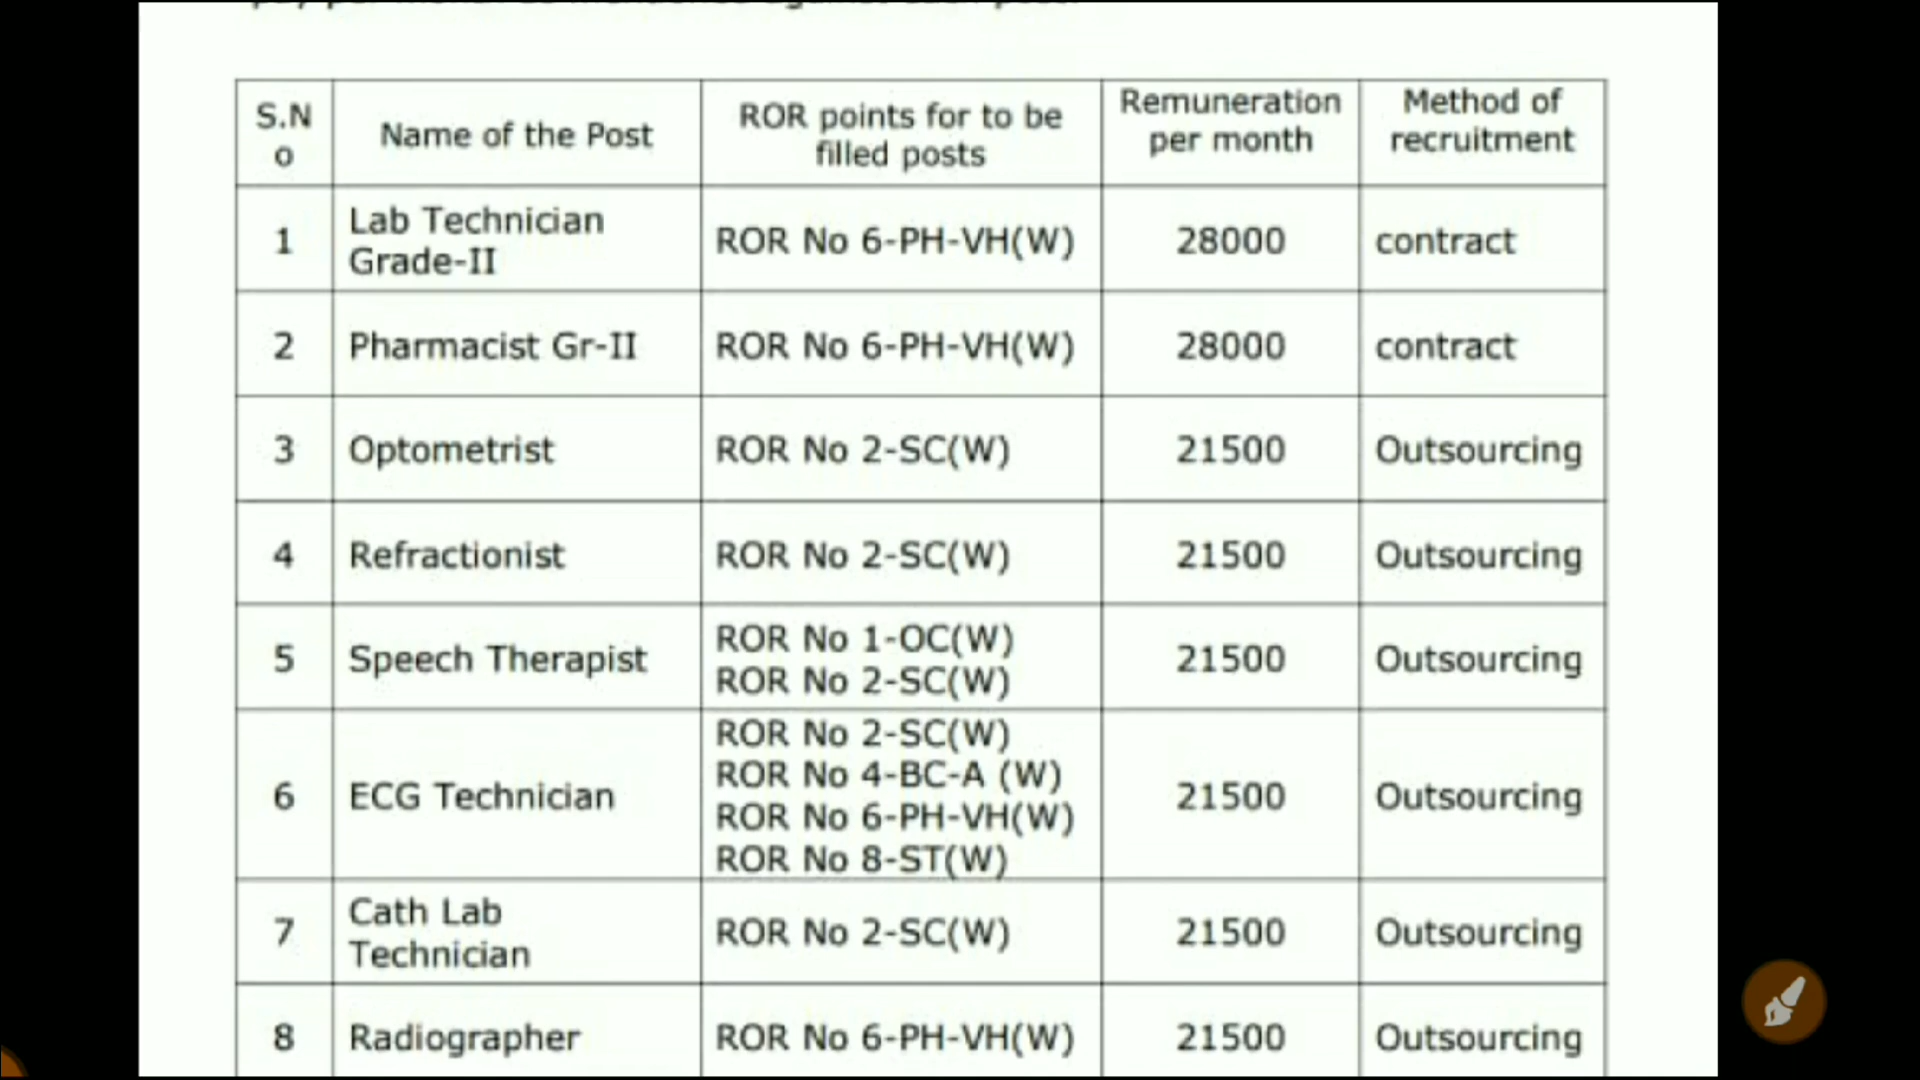 S.N
o
Name of the Post
ROR points for to be
filled posts
Remuneration
per month
Method of
recruitment
1
Lab Technician
Grade-II
ROR No 6-PH-VH(W)
28000
contract
2
Pharmacist Gr-II
ROR No 6-PH-VH(W)
28000
contract
3
Optometrist
ROR No 2-SC(W)
21500
Outsourcing
4
Refractionist
ROR No 2-SC(W)
21500
Outsourcing
5
Speech Therapist
ROR No 1-OC(W)
ROR No 2-SC(W)
21500
Outsourcing
6
ECG Technician
ROR No 2-SC(W)
ROR No 4-BC-A (W)
ROR No 6-PH-VH(W)
ROR No 8-ST(W)
21500
Outsourcing
7
Cath Lab
Technician
ROR No 2-SC(W)
21500
Outsourcing
8
Radiographer
ROR No 6-PH-VH(W)
21500
Outsourcing